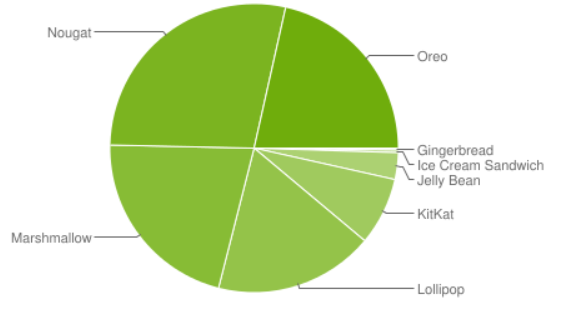 Nougat
Oreo
Gingerbread
Ice Cream Sandwich
Jelly Bean
KitKat
Marshmallow
Lollipop